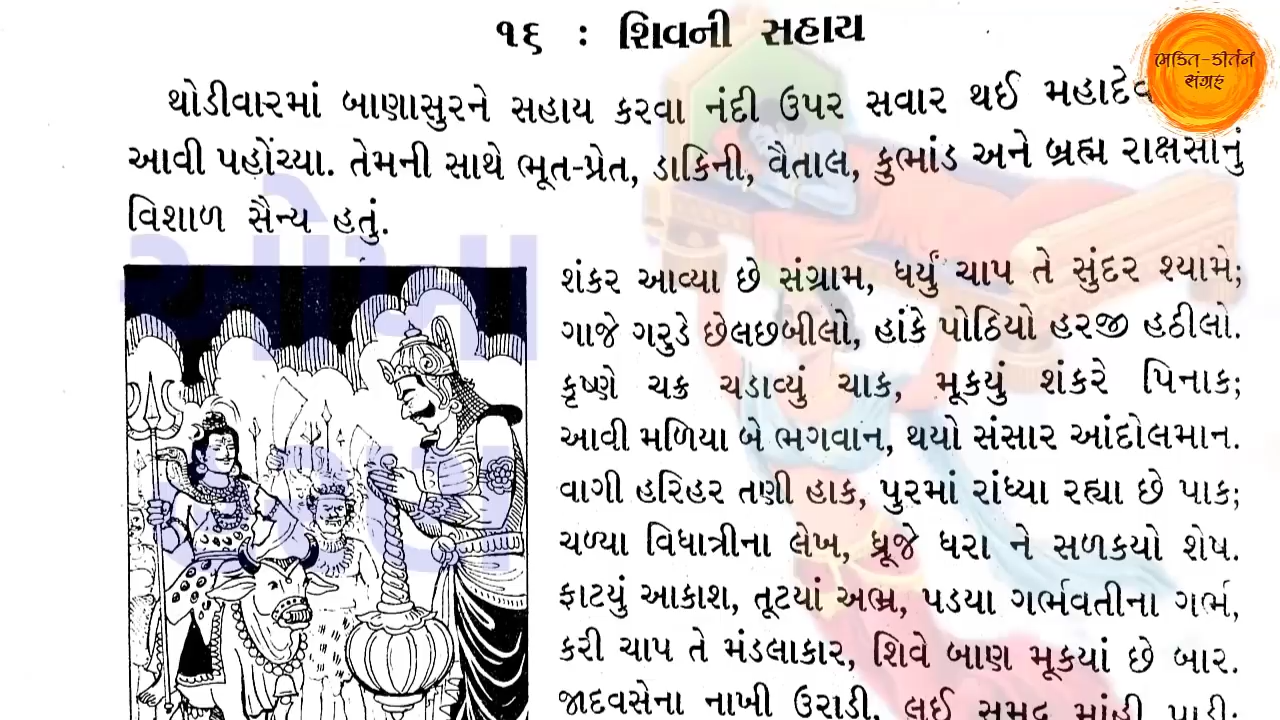 ૧૬ : શિવની સહાય
ભક્તિ-કીર્તન
સંગ્રહ
થોડીવારમાં બાણાસુરને સહાય કરવા નંદી ઉપર સવાર થઈ મહાદેવ
આવી પહોંચ્યા. તેમની સાથે ભૂત-પ્રેત, ડાકિની, વૈતાલ, કુભાંડ અને બ્રહ્મ રાક્ષસોનું
વિશાળ સૈન્ય હતું.
શંકર આવ્યા છે સંગ્રામ, ધર્યું ચાપ તે સુંદર શ્યામે;
ગાજે ગરુડે છેલછબીલો, હાંકે પોઠિયો હરજી હઠીલો.
કૃષ્ણે ચક્ર ચડાવ્યું ચાક, મૂકયું શંકરે પિનાક;
આવી મળિયા બે ભગવાન, થયો સંસાર આંદોલમાન.
વાગી હરિહર તણી હાક, પુરમાં રાંધ્યા રહ્યા છે પાક;
ચળ્યા વિધાત્રીના લેખ, ધ્રૂજે ધરા ને સળકયો શેષ.
ફાટયું આકાશ, તૂટયાં અભ્ર, પડયા ગર્ભવતીના ગર્ભ,
કરી ચાપ તે મંડલાકાર, શિવે બાણ મૂકયાં છે બાર.
જાદવસેના નાખી ઉરાડી, લઈ